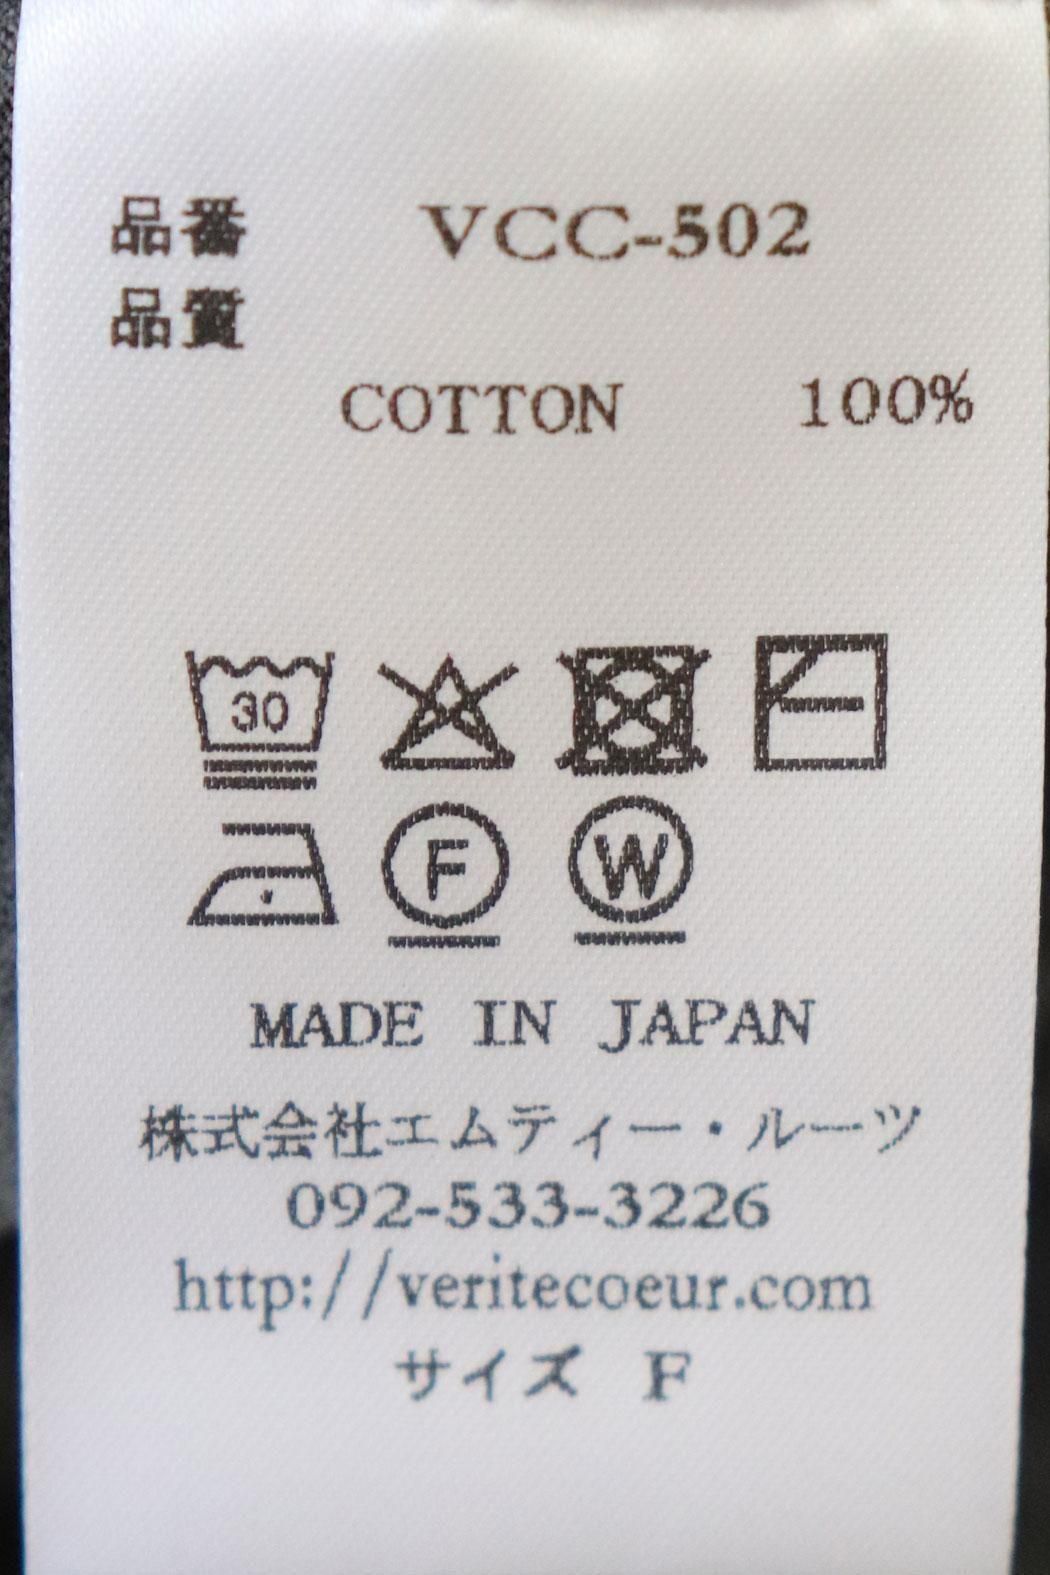 品番 VCC-502
品質
COTTON 100%
30
F W
MADE IN JAPAN
株式会社エムティー・ルーツ
092-533-3226
http://veritecoeur.com
サイズ F